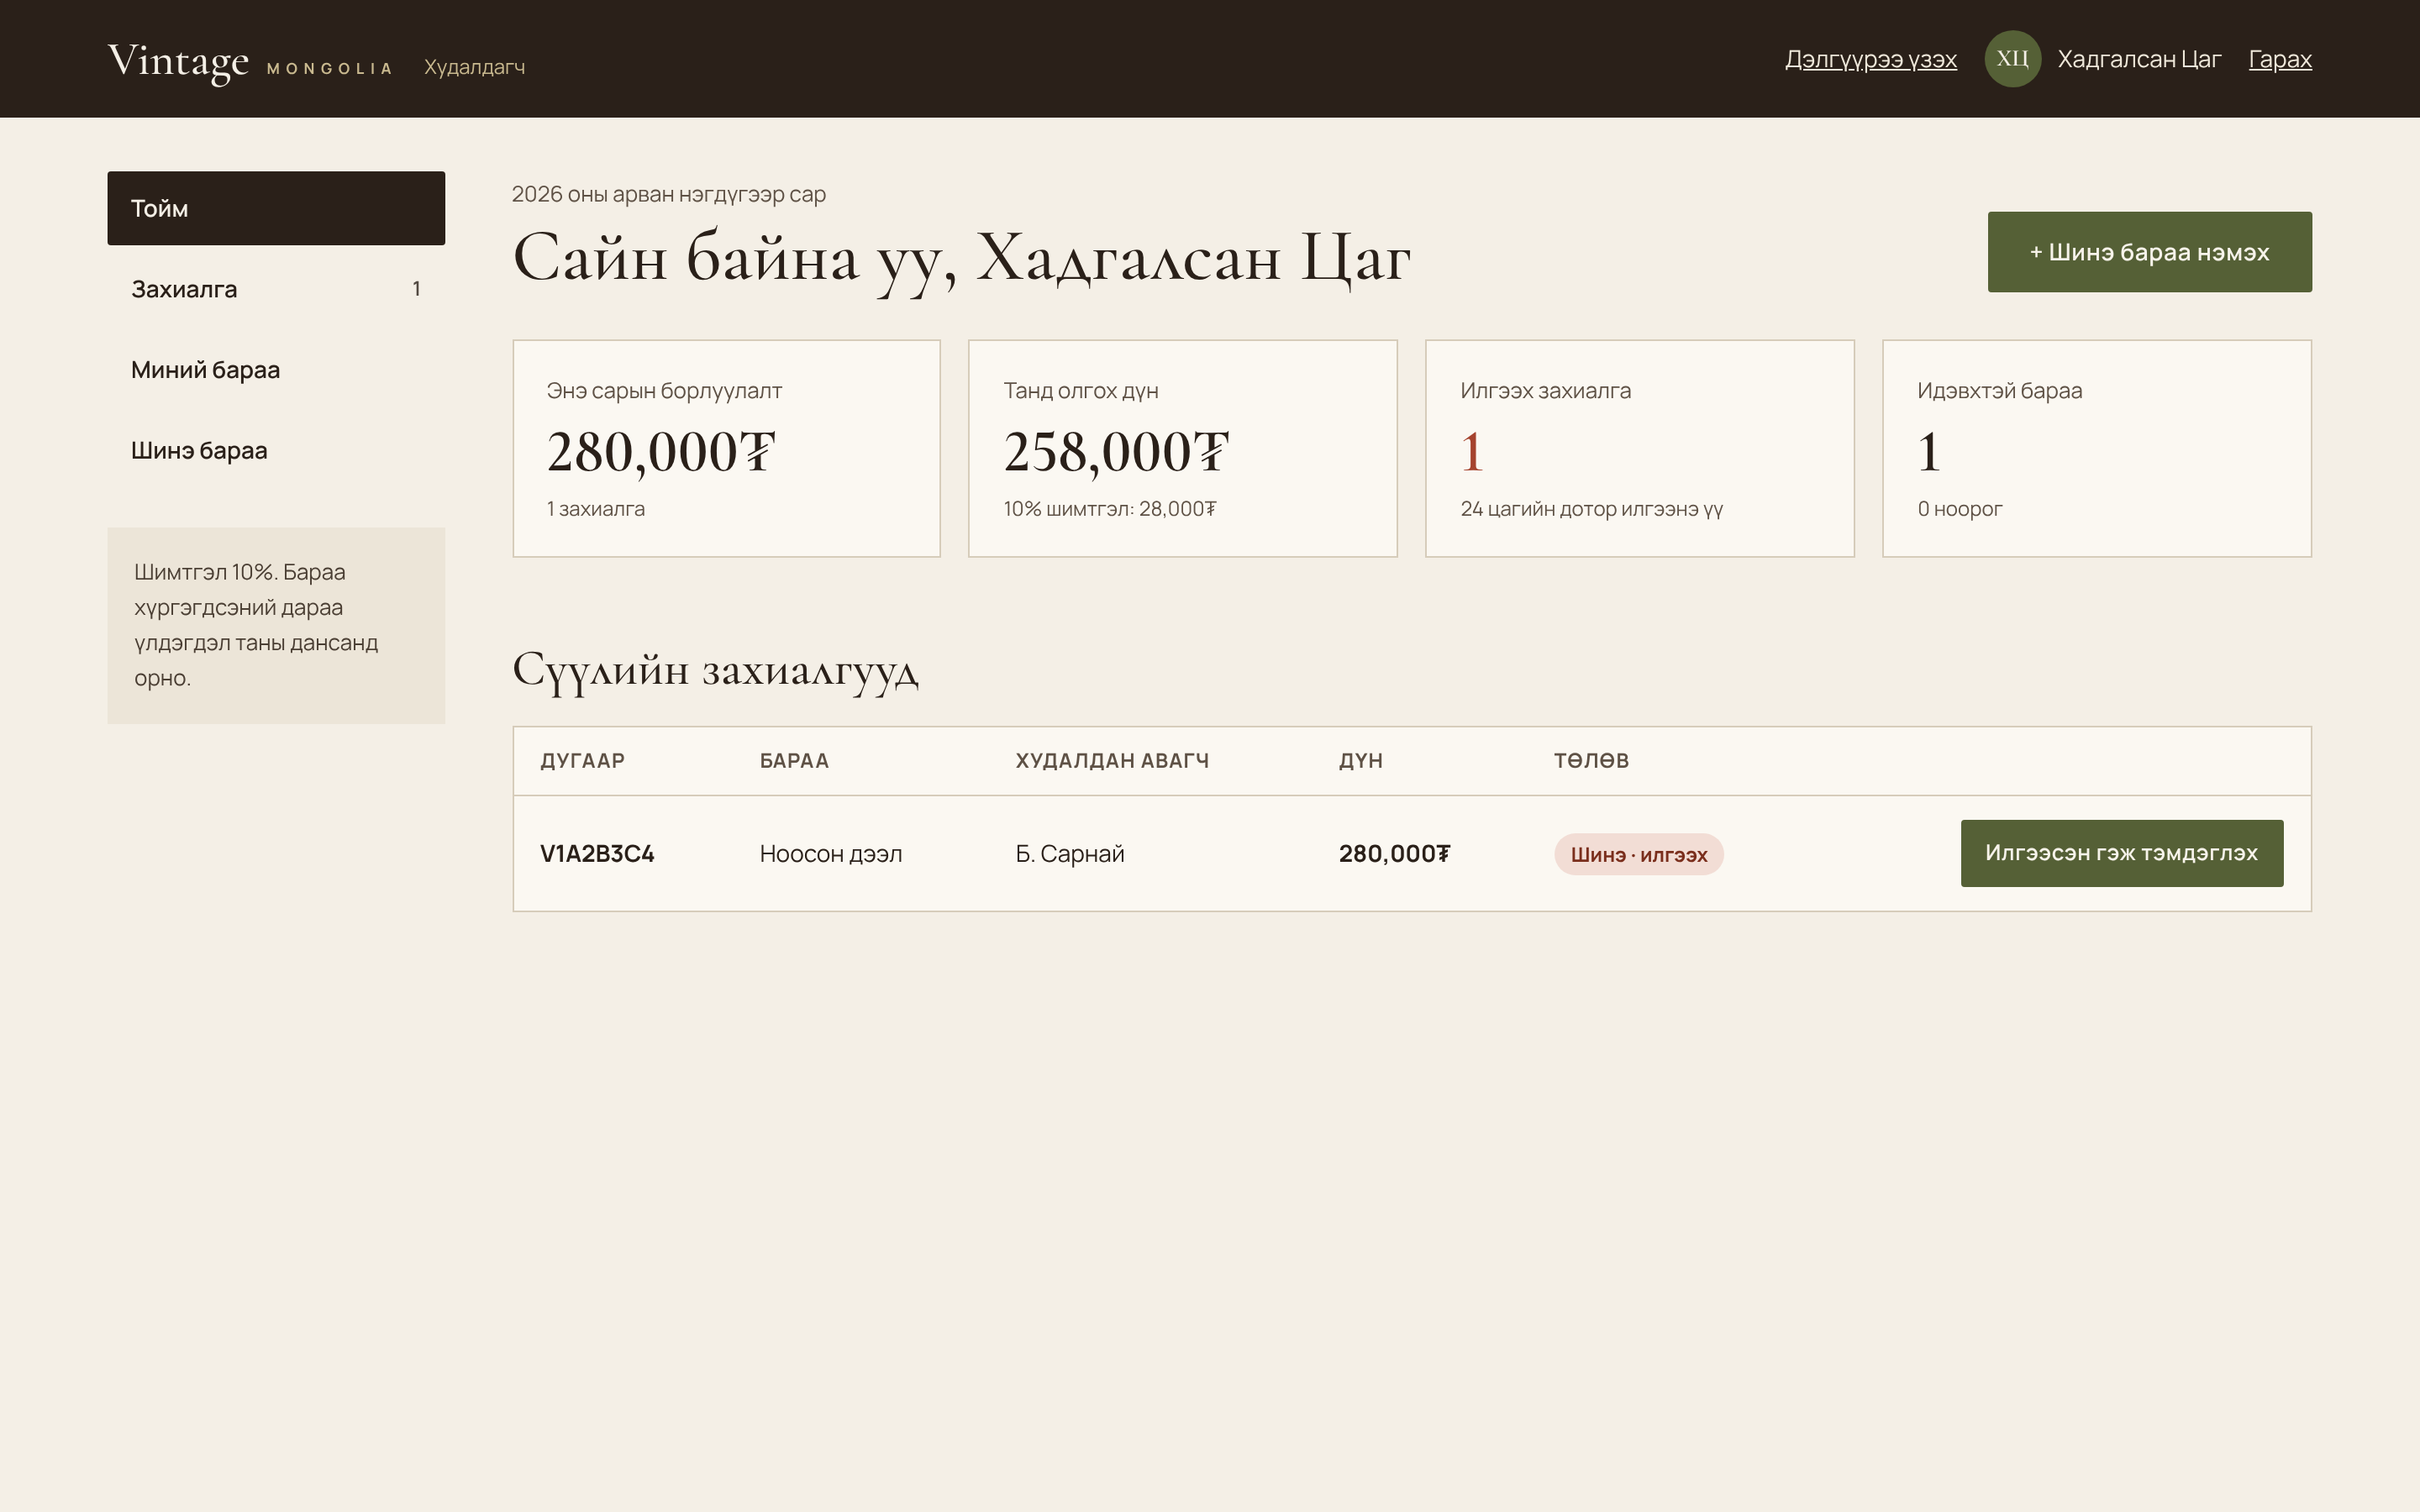 Vintage MONGOLIA Худалдагч
Дэлгүүрээ үзэх ХЦ Хадгалсан Цаг Гарах
Тойм
Захиалга 1
Миний бараа
Шинэ бараа
Шимтгэл 10%. Бараа
хүргэгдсэний дараа
үлдэгдэл таны дансанд
орно.
2026 оны арван нэгдүгээр сар
Сайн байна уу, Хадгалсан Цаг
+ Шинэ бараа нэмэх
Энэ сарын борлуулалт
280,000₮
1 захиалга
Танд олгох дүн
258,000₮
10% шимтгэл: 28,000₮
Илгээх захиалга
1
24 цагийн дотор илгээнэ үү
Идэвхтэй бараа
1
0 ноорог
Сүүлийн захиалгууд
ДУГААР БАРАА ХУДАЛДАН АВАГЧ ДҮН ТӨЛӨВ
V1A2B3C4 Ноосон дээл Б. Сарнай 280,000₮ Шинэ · илгээх Илгээсэн гэж тэмдэглэх